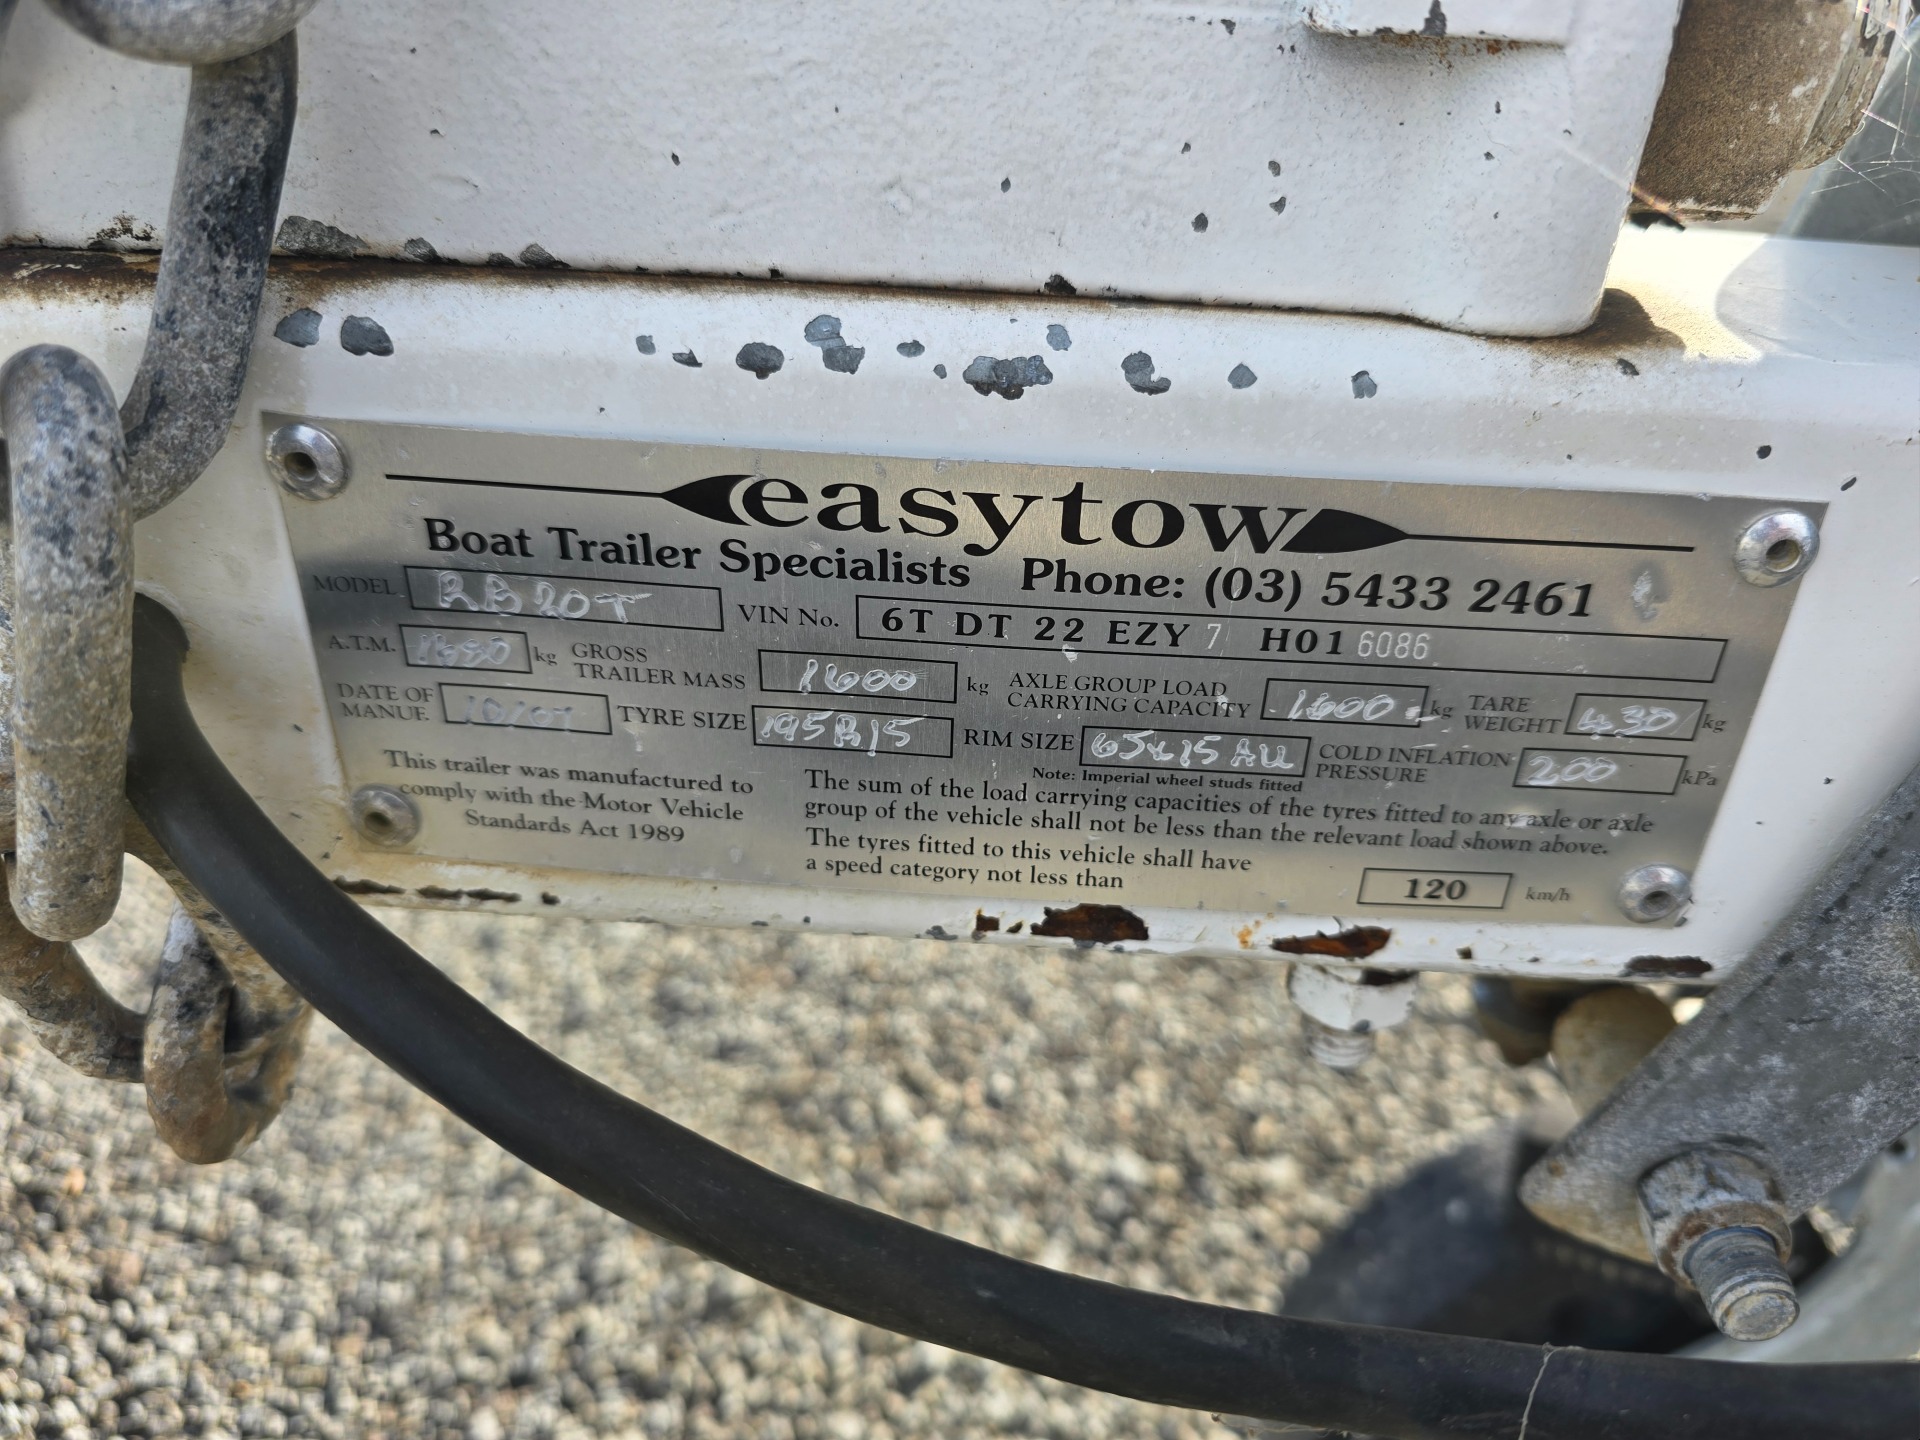 easytow
Boat Trailer Specialists Phone: (03) 5433 2461
MODEL RB20T VIN No. 6T DT 22 EZY 7 H01 6086
A.T.M. kg GROSS TRAILER MASS 1600 kg AXLE GROUP LOAD CARRYING CAPACITY 1600 kg TARE WEIGHT 430 kg
DATE OF MANUF. 10/07 TYRE SIZE 195R15 RIM SIZE 65x15 ALL COLD INFLATION PRESSURE 200 kPa
Note: Imperial wheel studs fitted
This trailer was manufactured to
comply with the Motor Vehicle
Standards Act 1989
The sum of the load carrying capacities of the tyres fitted to any axle or axle
group of the vehicle shall not be less than the relevant load shown above.
The tyres fitted to this vehicle shall have
a speed category not less than 120 km/h